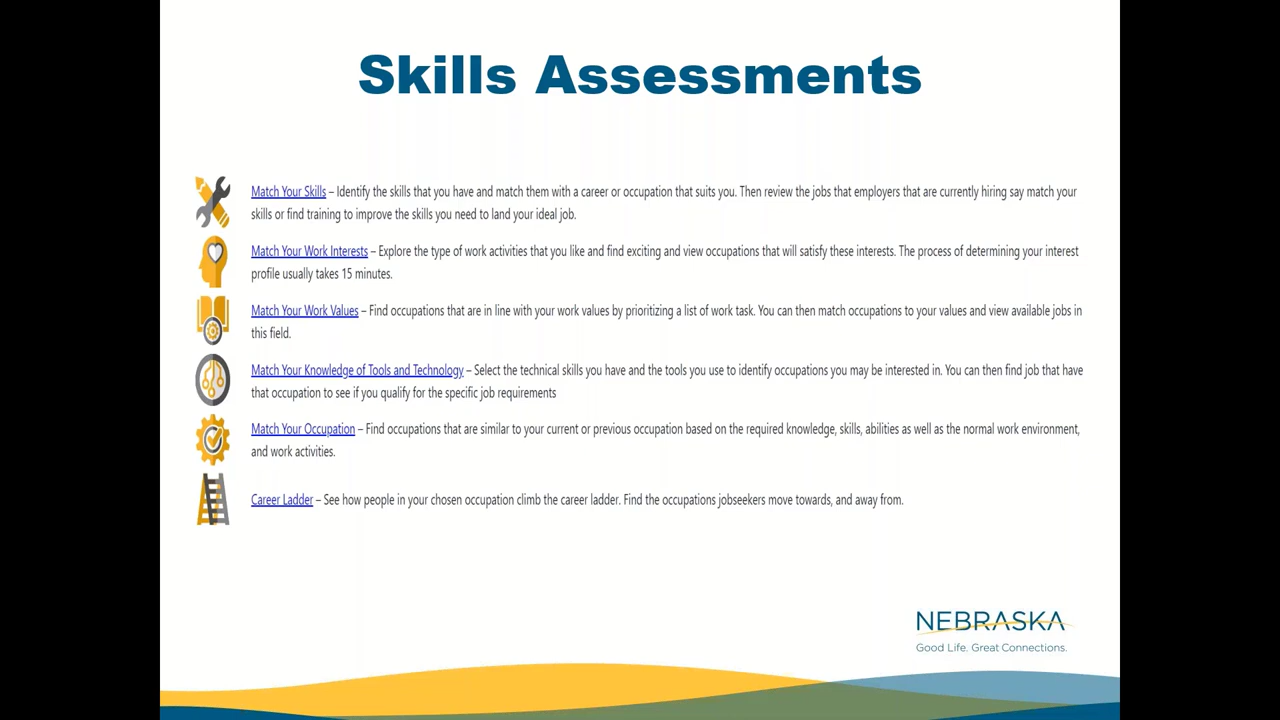 Skills Assessments
Match Your Skills – Identify the skills that you have and match them with a career or occupation that suits you. Then review the jobs that employers that are currently hiring say match your
skills or find training to improve the skills you need to land your ideal job.
Match Your Work Interests – Explore the type of work activities that you like and find exciting and view occupations that will satisfy these interests. The process of determining your interest
profile usually takes 15 minutes.
Match Your Work Values – Find occupations that are in line with your work values by prioritizing a list of work task. You can then match occupations to your values and view available jobs in
this field.
Match Your Knowledge of Tools and Technology – Select the technical skills you have and the tools you use to identify occupations you may be interested in. You can then find job that have
that occupation to see if you qualify for the specific job requirements
Match Your Occupation – Find occupations that are similar to your current or previous occupation based on the required knowledge, skills, abilities as well as the normal work environment,
and work activities.
Career Ladder – See how people in your chosen occupation climb the career ladder. Find the occupations jobseekers move towards, and away from.
NEBRASKA
Good Life. Great Connections.